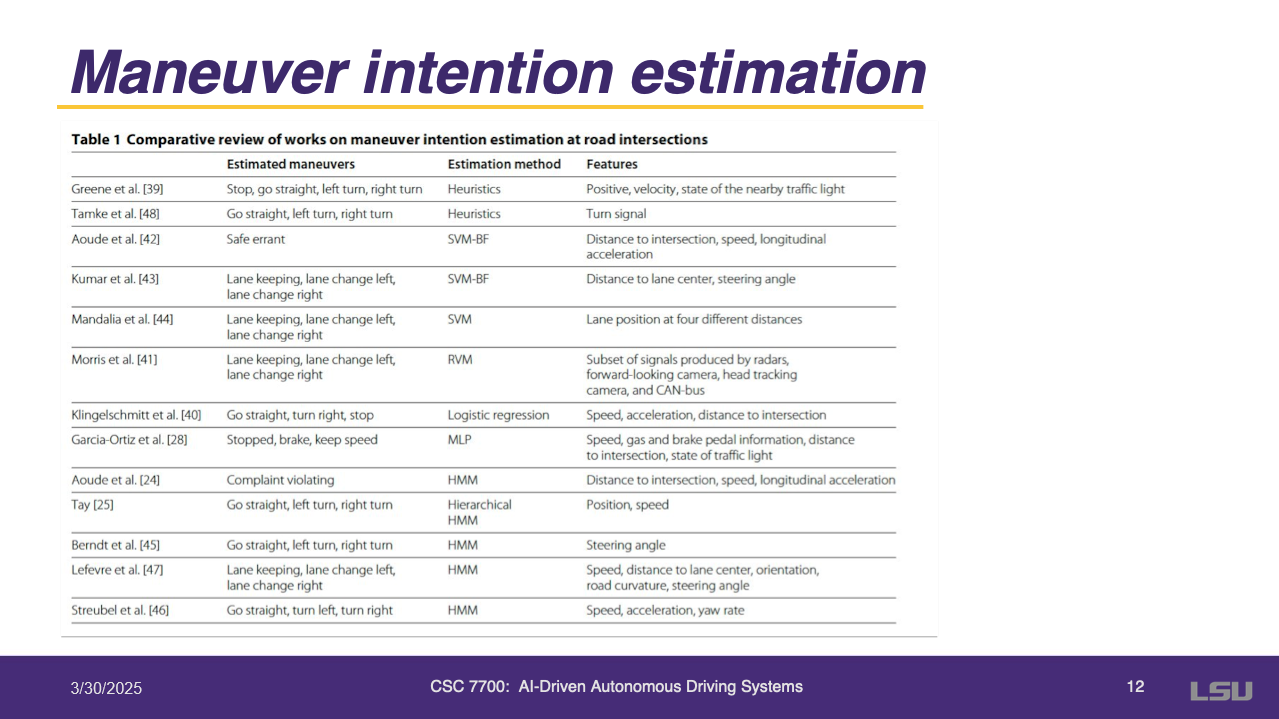 Maneuver intention estimation
Table 1 Comparative review of works on maneuver intention estimation at road intersections
Estimated maneuvers Estimation method Features
Greene et al. [39] Stop, go straight, left turn, right turn Heuristics Positive, velocity, state of the nearby traffic light
Tamke et al. [48] Go straight, left turn, right turn Heuristics Turn signal
Aoude et al. [42] Safe errant SVM-BF Distance to intersection, speed, longitudinal
acceleration
Kumar et al. [43] Lane keeping, lane change left, SVM-BF Distance to lane center, steering angle
lane change right
Mandalia et al. [44] Lane keeping, lane change left, SVM Lane position at four different distances
lane change right
Morris et al. [41] Lane keeping, lane change left, RVM Subset of signals produced by radars,
lane change right forward-looking camera, head tracking
camera, and CAN-bus
Klingelschmitt et al. [40] Go straight, turn right, stop Logistic regression Speed, acceleration, distance to intersection
Garcia-Ortiz et al. [28] Stopped, brake, keep speed MLP Speed, gas and brake pedal information, distance
to intersection, state of traffic light
Aoude et al. [24] Complaint violating HMM Distance to intersection, speed, longitudinal acceleration
Tay [25] Go straight, left turn, right turn Hierarchical Position, speed
HMM
Berndt et al. [45] Go straight, left turn, right turn HMM Steering angle
Lefevre et al. [47] Lane keeping, lane change left, HMM Speed, distance to lane center, orientation,
lane change right road curvature, steering angle
Streubel et al. [46] Go straight, turn left, turn right HMM Speed, acceleration, yaw rate
3/30/2025 CSC 7700: AI-Driven Autonomous Driving Systems 12 LSU